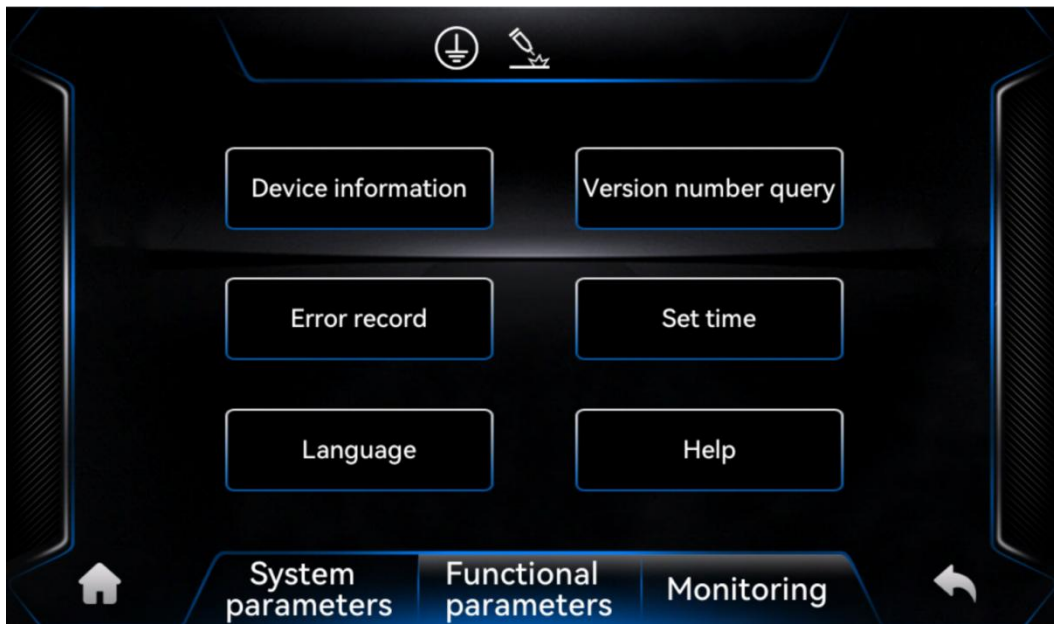 Device information
Version number query
Error record
Set time
Language
Help
System
parameters
Functional
parameters
Monitoring